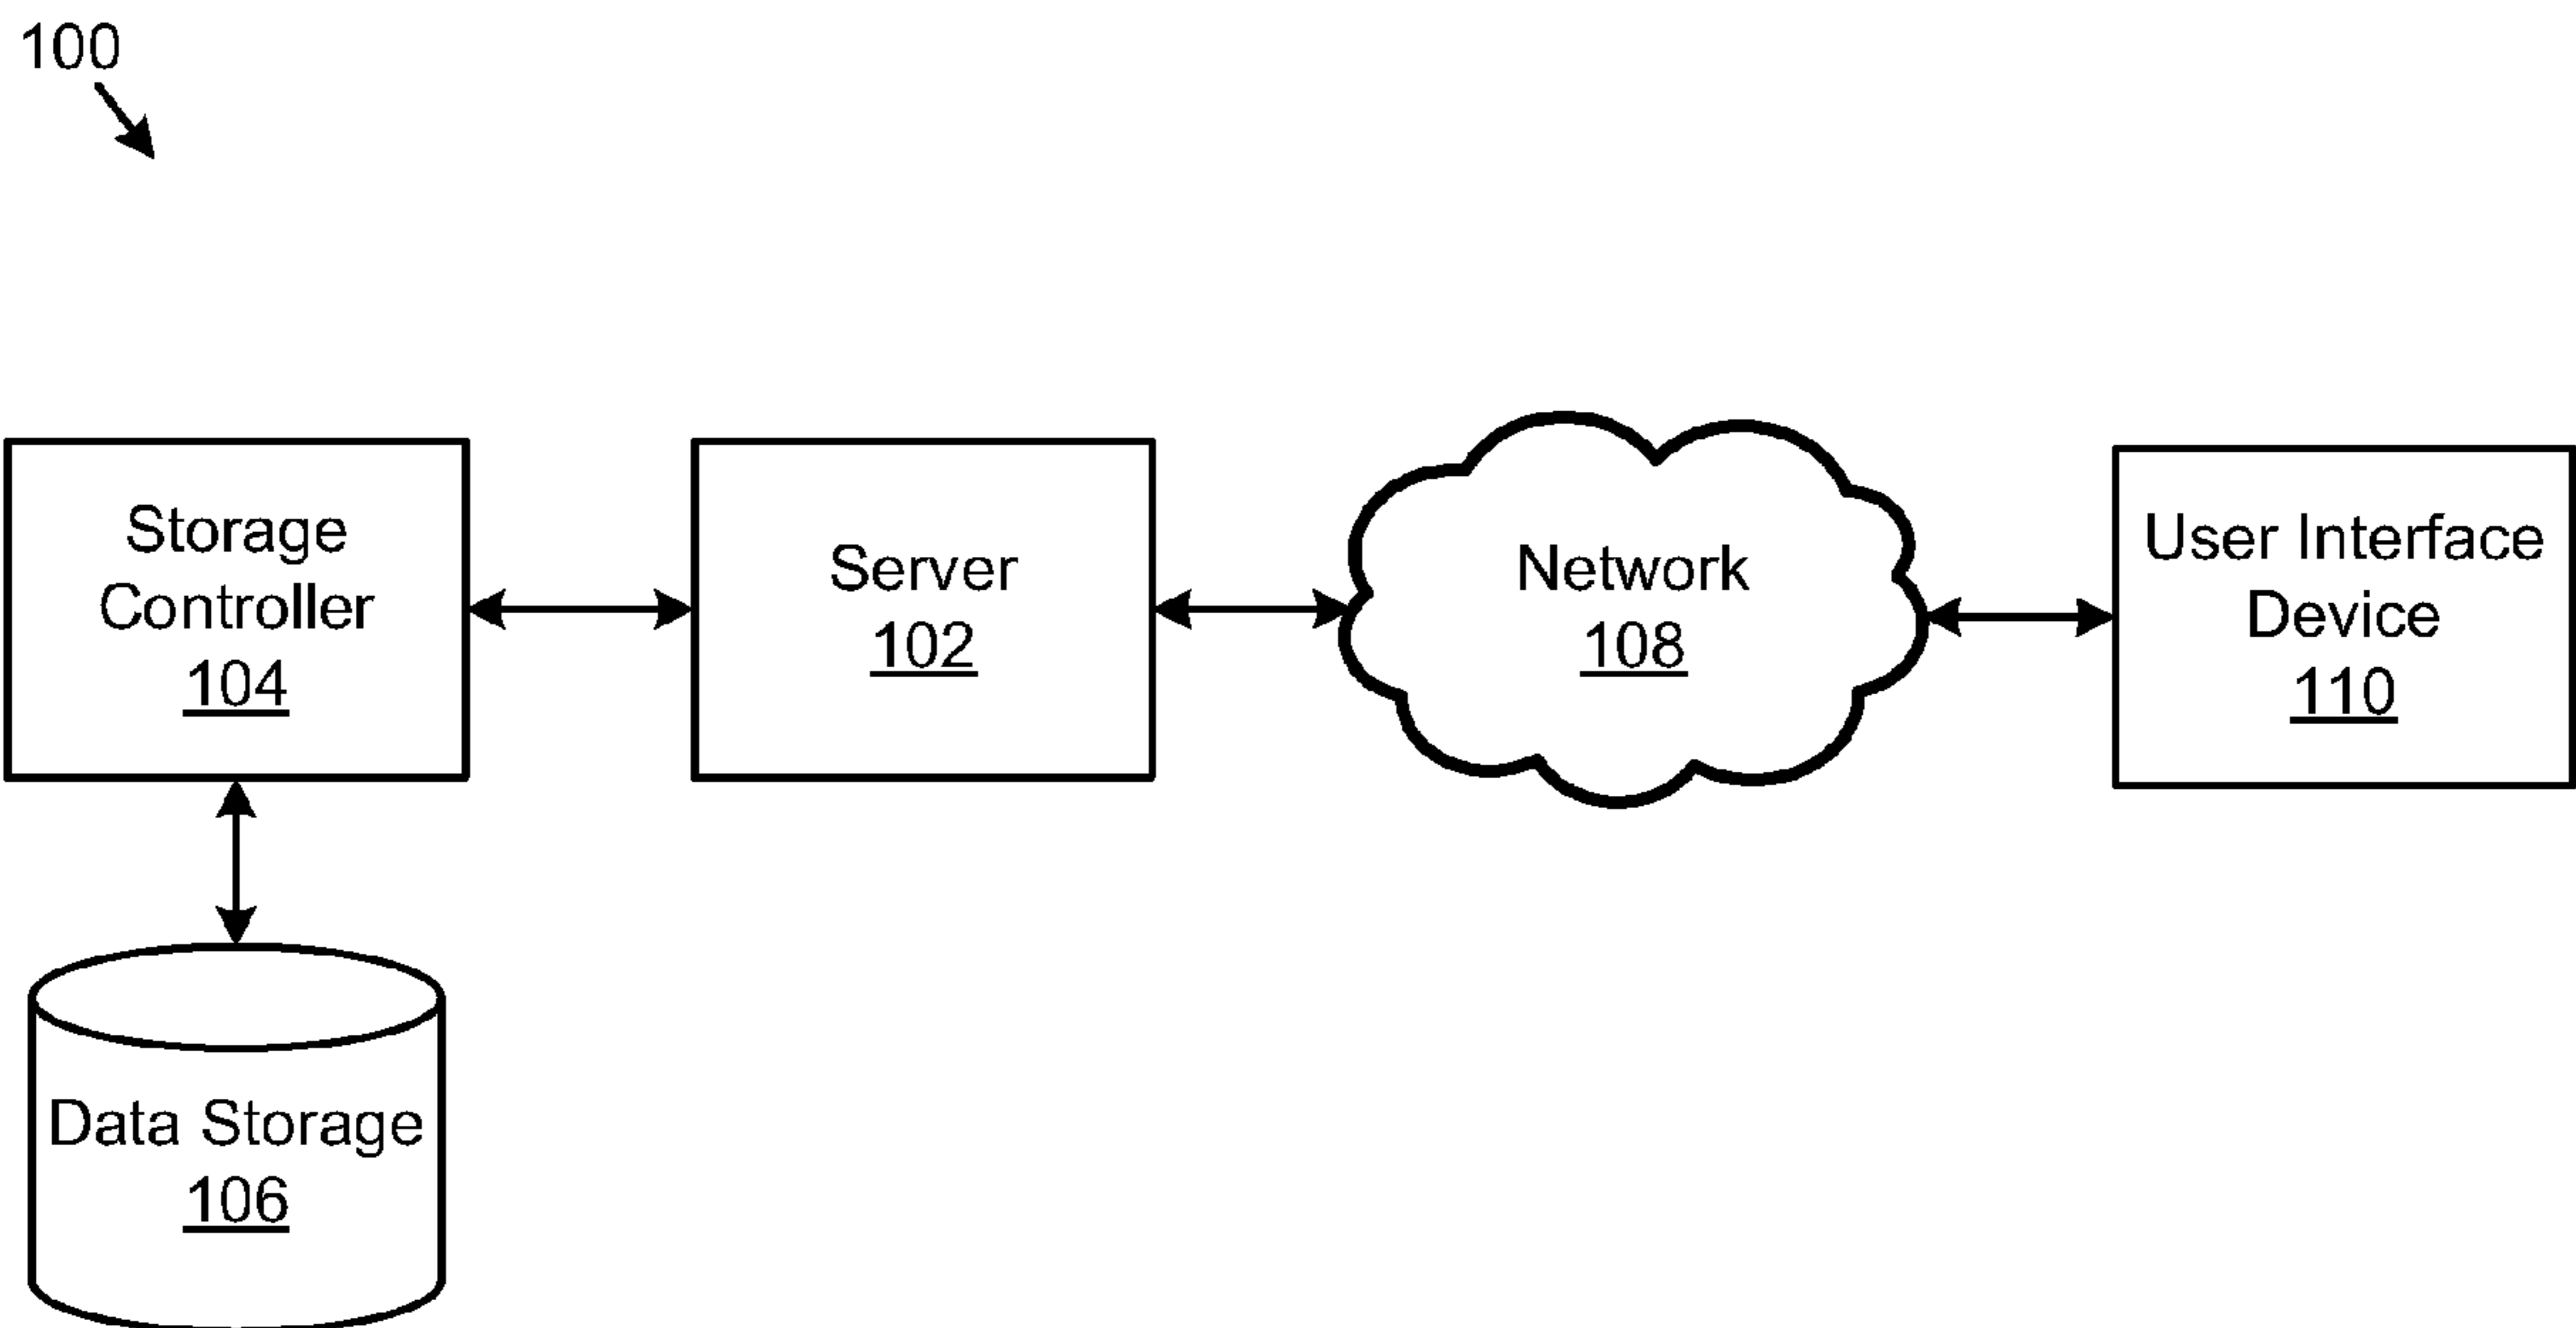 100
Storage
Controller
104
Server
102
Network
108
User Interface
Device
110
Data Storage
106